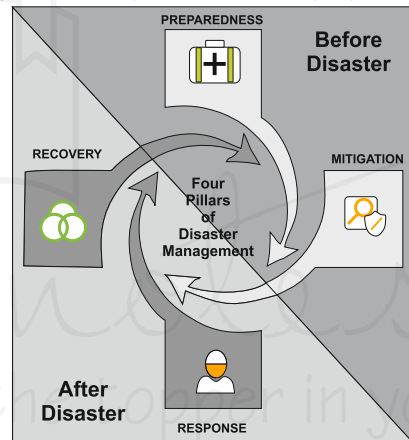 PREPAREDNESS
Before
Disaster
RECOVERY
MITIGATION
Four
Pillars
of
Disaster
Management
After
Disaster
RESPONSE